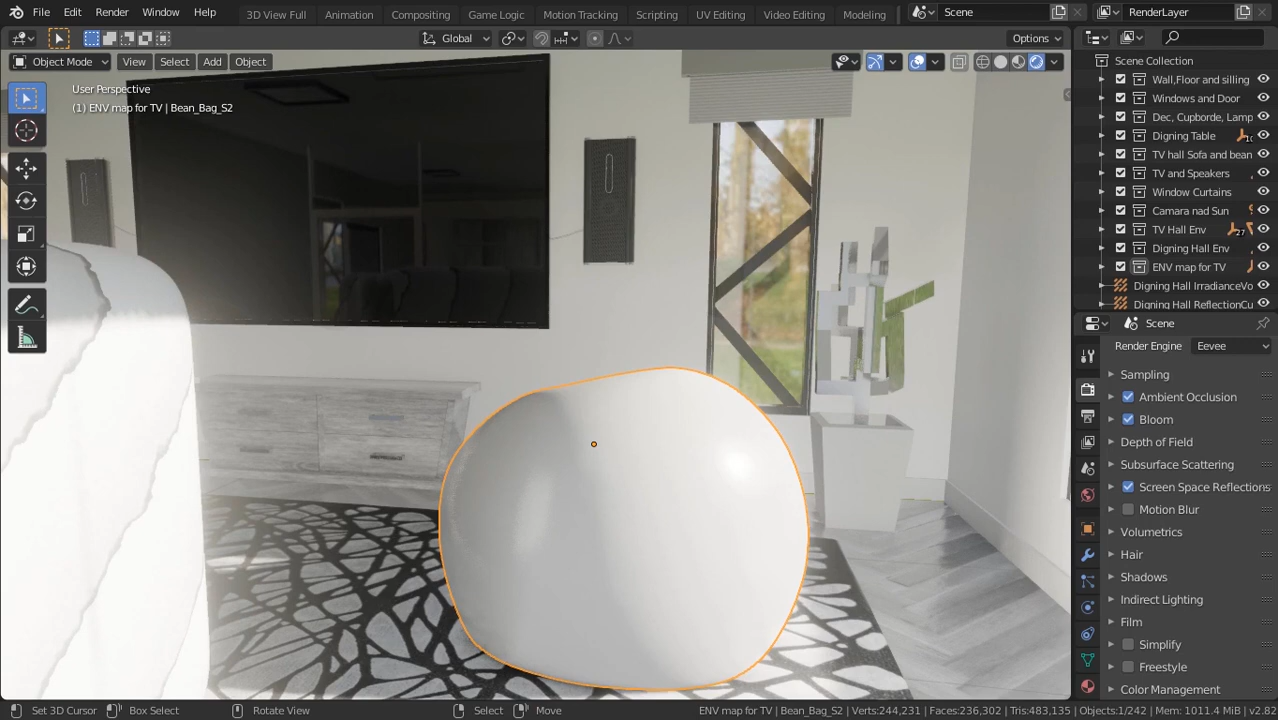 File Edit Render Window Help 3D View Full Animation Compositing Game Logic Motion Tracking Scripting UV Editing Video Editing Modeling Scene RenderLayer
Global Options
Object Mode View Select Add Object
User Perspective
(1) ENV map for TV | Bean_Bag_S2
Scene Collection
Wall,Floor and silling
Windows and Door
Dec, Cupborde, Lamp
Digning Table
TV hall Sofa and bean
TV and Speakers
Window Curtains
Camara nad Sun
TV Hall Env 27
Digning Hall Env
ENV map for TV
Digning Hall IrradianceVo
Digning Hall ReflectionCu
Scene
Render Engine Eevee
Sampling
Ambient Occlusion
Bloom
Depth of Field
Subsurface Scattering
Screen Space Reflections
Motion Blur
Volumetrics
Hair
Shadows
Indirect Lighting
Film
Simplify
Freestyle
Color Management
Set 3D Cursor Box Select Rotate View Select Move ENV map for TV | Bean_Bag_S2 | Verts:244,231 | Faces:236,302 | Tris:483,135 | Objects:1/242 | Mem: 1011.4 MiB | v2.82